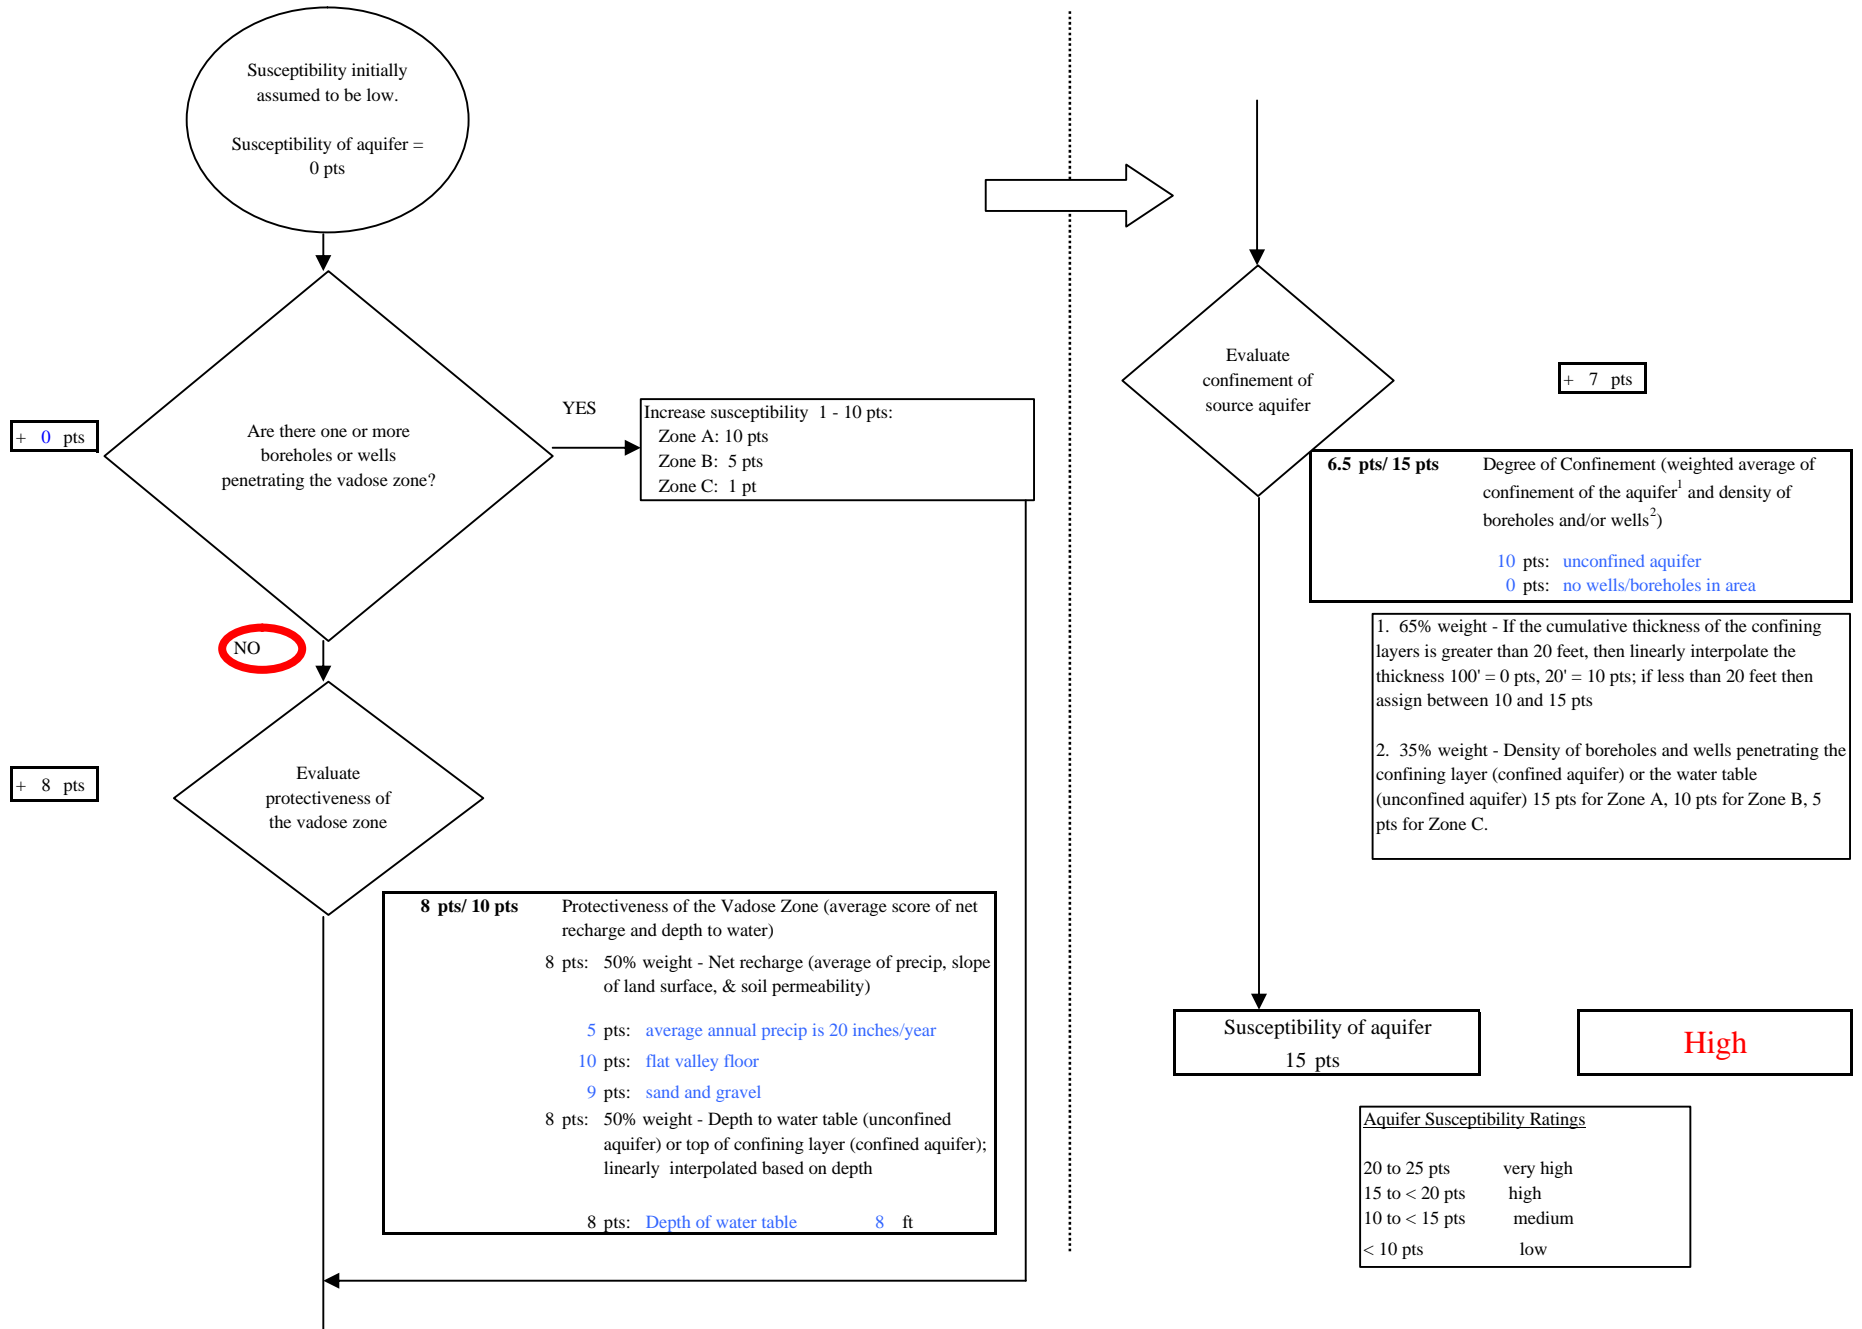 Susceptibility initially
assumed to be low.
Susceptibility of aquifer =
0 pts
+ 0 pts
Are there one or more
boreholes or wells
penetrating the vadose zone?
YES
Increase susceptibility 1 - 10 pts:
Zone A: 10 pts
Zone B: 5 pts
Zone C: 1 pt
NO
+ 8 pts
Evaluate
protectiveness of
the vadose zone
8 pts/ 10 pts Protectiveness of the Vadose Zone (average score of net
recharge and depth to water)
8 pts: 50% weight - Net recharge (average of precip, slope
of land surface, & soil permeability)
5 pts: average annual precip is 20 inches/year
10 pts: flat valley floor
9 pts: sand and gravel
8 pts: 50% weight - Depth to water table (unconfined
aquifer) or top of confining layer (confined aquifer);
linearly interpolated based on depth
8 pts: Depth of water table 8 ft
Evaluate
confinement of
source aquifer
+ 7 pts
6.5 pts/ 15 pts Degree of Confinement (weighted average of
confinement of the aquifer1 and density of
boreholes and/or wells2)
10 pts: unconfined aquifer
0 pts: no wells/boreholes in area
1. 65% weight - If the cumulative thickness of the confining
layers is greater than 20 feet, then linearly interpolate the
thickness 100' = 0 pts, 20' = 10 pts; if less than 20 feet then
assign between 10 and 15 pts
2. 35% weight - Density of boreholes and wells penetrating the
confining layer (confined aquifer) or the water table
(unconfined aquifer) 15 pts for Zone A, 10 pts for Zone B, 5
pts for Zone C.
Susceptibility of aquifer
15 pts
High
Aquifer Susceptibility Ratings
20 to 25 pts very high
15 to < 20 pts high
10 to < 15 pts medium
< 10 pts low